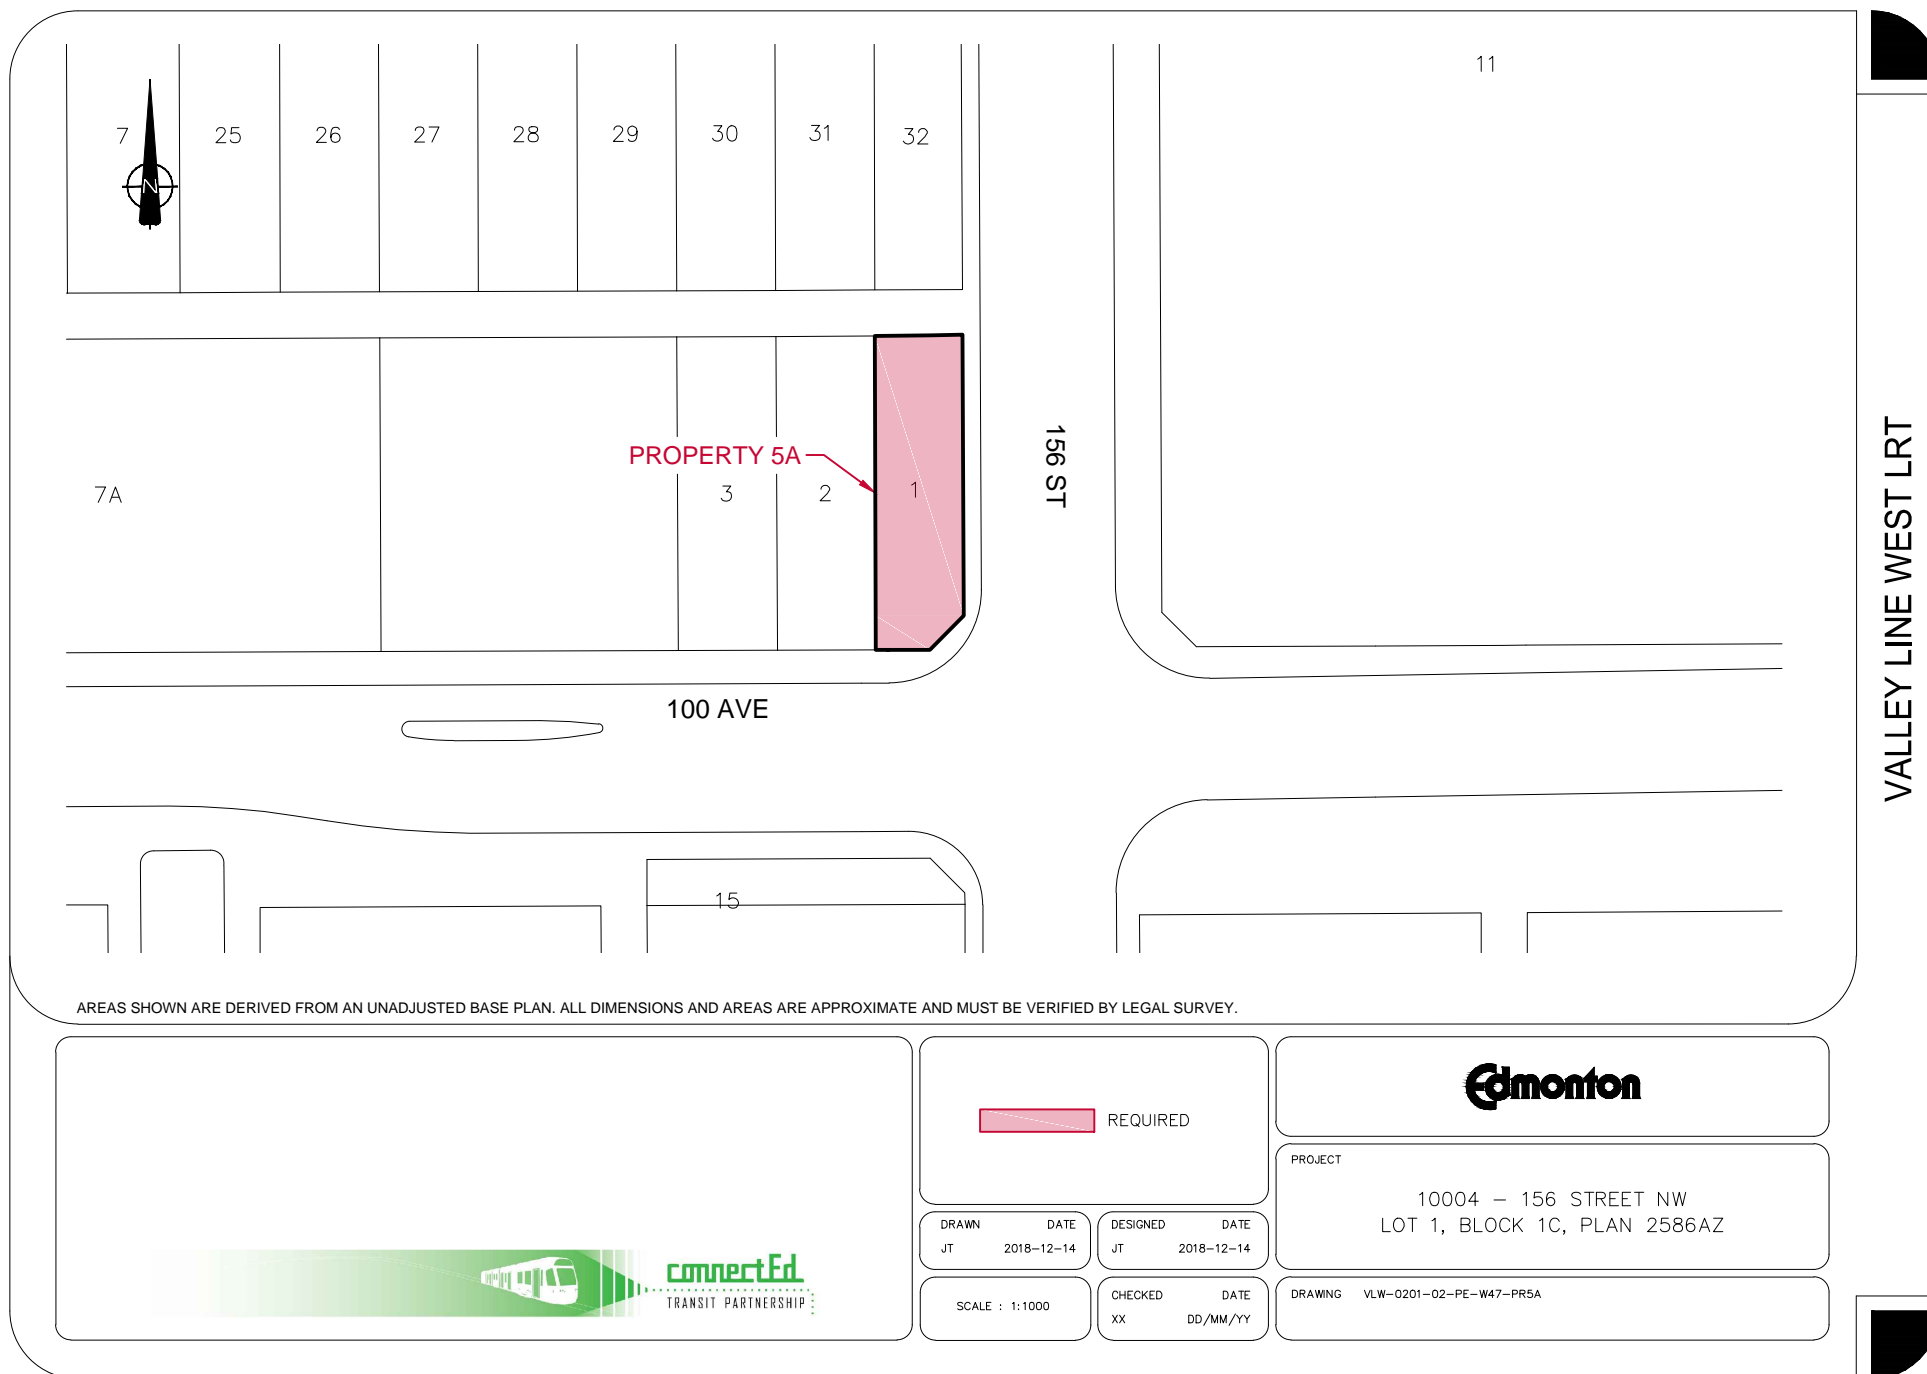 11
7
25
26
27
28
29
30
31
32
N
PROPERTY 5A
7A
3
2
1
156 ST
100 AVE
15
VALLEY LINE WEST LRT
AREAS SHOWN ARE DERIVED FROM AN UNADJUSTED BASE PLAN. ALL DIMENSIONS AND AREAS ARE APPROXIMATE AND MUST BE VERIFIED BY LEGAL SURVEY.
connectEd
TRANSIT PARTNERSHIP
REQUIRED
DRAWN DATE
JT 2018-12-14
DESIGNED DATE
JT 2018-12-14
SCALE : 1:1000
CHECKED DATE
XX DD/MM/YY
Edmonton
PROJECT
10004 - 156 STREET NW
LOT 1, BLOCK 1C, PLAN 2586AZ
DRAWING VLW-0201-02-PE-W47-PR5A